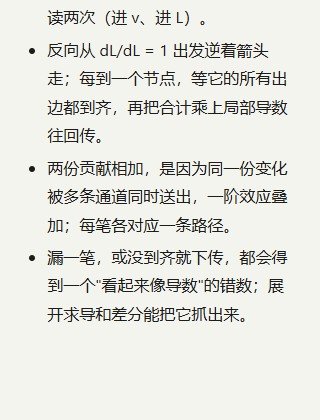 读两次（进 v、进 L）。
反向从 dL/dL = 1 出发逆着箭头
走；每到一个节点，等它的所有出
边都到齐，再把合计乘上局部导数
往回传。
两份贡献相加，是因为同一份变化
被多条通道同时送出，一阶效应叠
加；每笔各对应一条路径。
漏一笔，或没到齐就下传，都会得
到一个"看起来像导数"的错数；展
开求导和差分能把它抓出来。